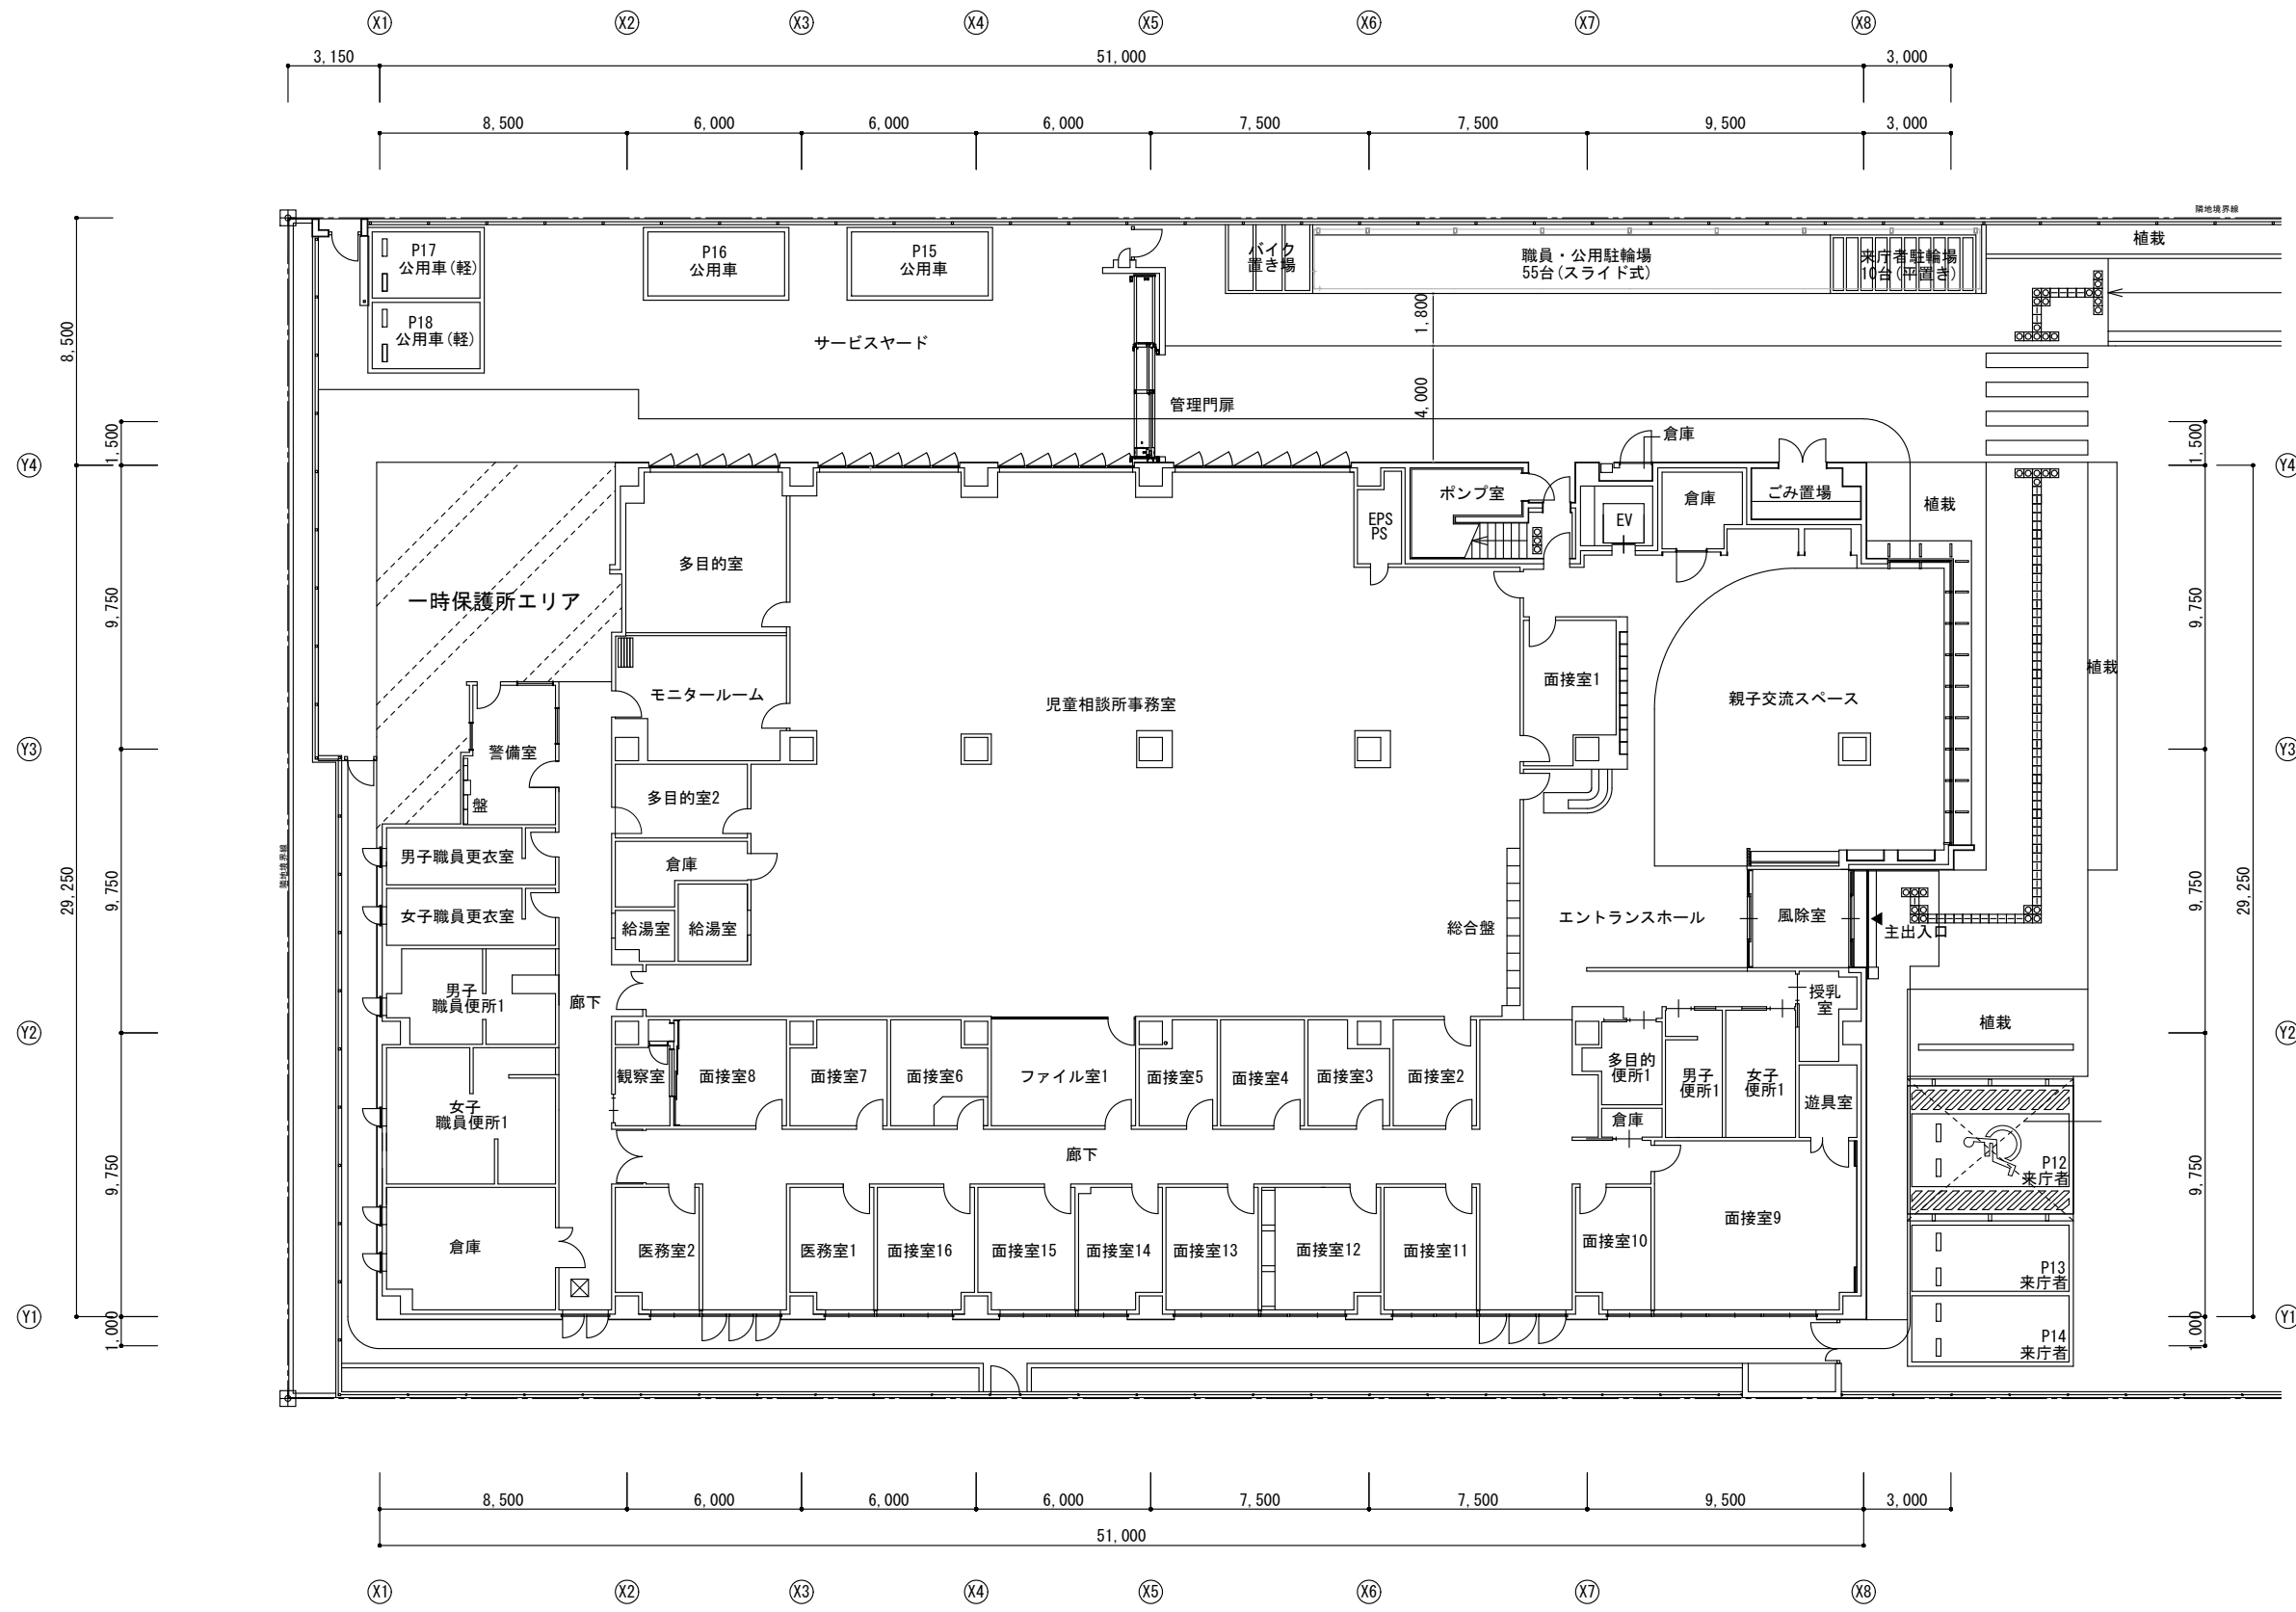 X1 X2 X3 X4 X5 X6 X7 X8
3,150 51,000 3,000
8,500 6,000 6,000 6,000 7,500 7,500 9,500 3,000
隣地境界線
P17
公用車(軽)
P16
公用車
P15
公用車
バイク
置き場
職員・公用駐輪場
55台(スライド式)
来庁者駐輪場
10台(平置き)
植栽
P18
公用車(軽)
サービスヤード
1,800
8,500
4,000
管理門扉
1,500
1,500
倉庫
Y4
Y4
ポンプ室
倉庫
ごみ置場
植栽
EPS
PS
EV
多目的室
一時保護所エリア
9,750
9,750
植栽
モニタールーム
児童相談所事務室
面接室1
親子交流スペース
Y3
Y3
警備室
多目的室2
盤
男子職員更衣室
倉庫
隣地境界線
29,250
9,750
9,750
29,250
女子職員更衣室
給湯室
給湯室
総合盤
エントランスホール
風除室
主出入口
男子
職員便所1
廊下
授乳
室
植栽
Y2
Y2
観察室
面接室8
面接室7
面接室6
ファイル室1
面接室5
面接室4
面接室3
面接室2
多目的
便所1
男子
便所1
女子
便所1
遊具室
女子
職員便所1
倉庫
廊下
9,750
9,750
P12
来庁者
倉庫
医務室2
医務室1
面接室16
面接室15
面接室14
面接室13
面接室12
面接室11
面接室10
面接室9
P13
来庁者
Y1
Y1
1,000
1,000
P14
来庁者
8,500 6,000 6,000 6,000 7,500 7,500 9,500 3,000
51,000
X1 X2 X3 X4 X5 X6 X7 X8